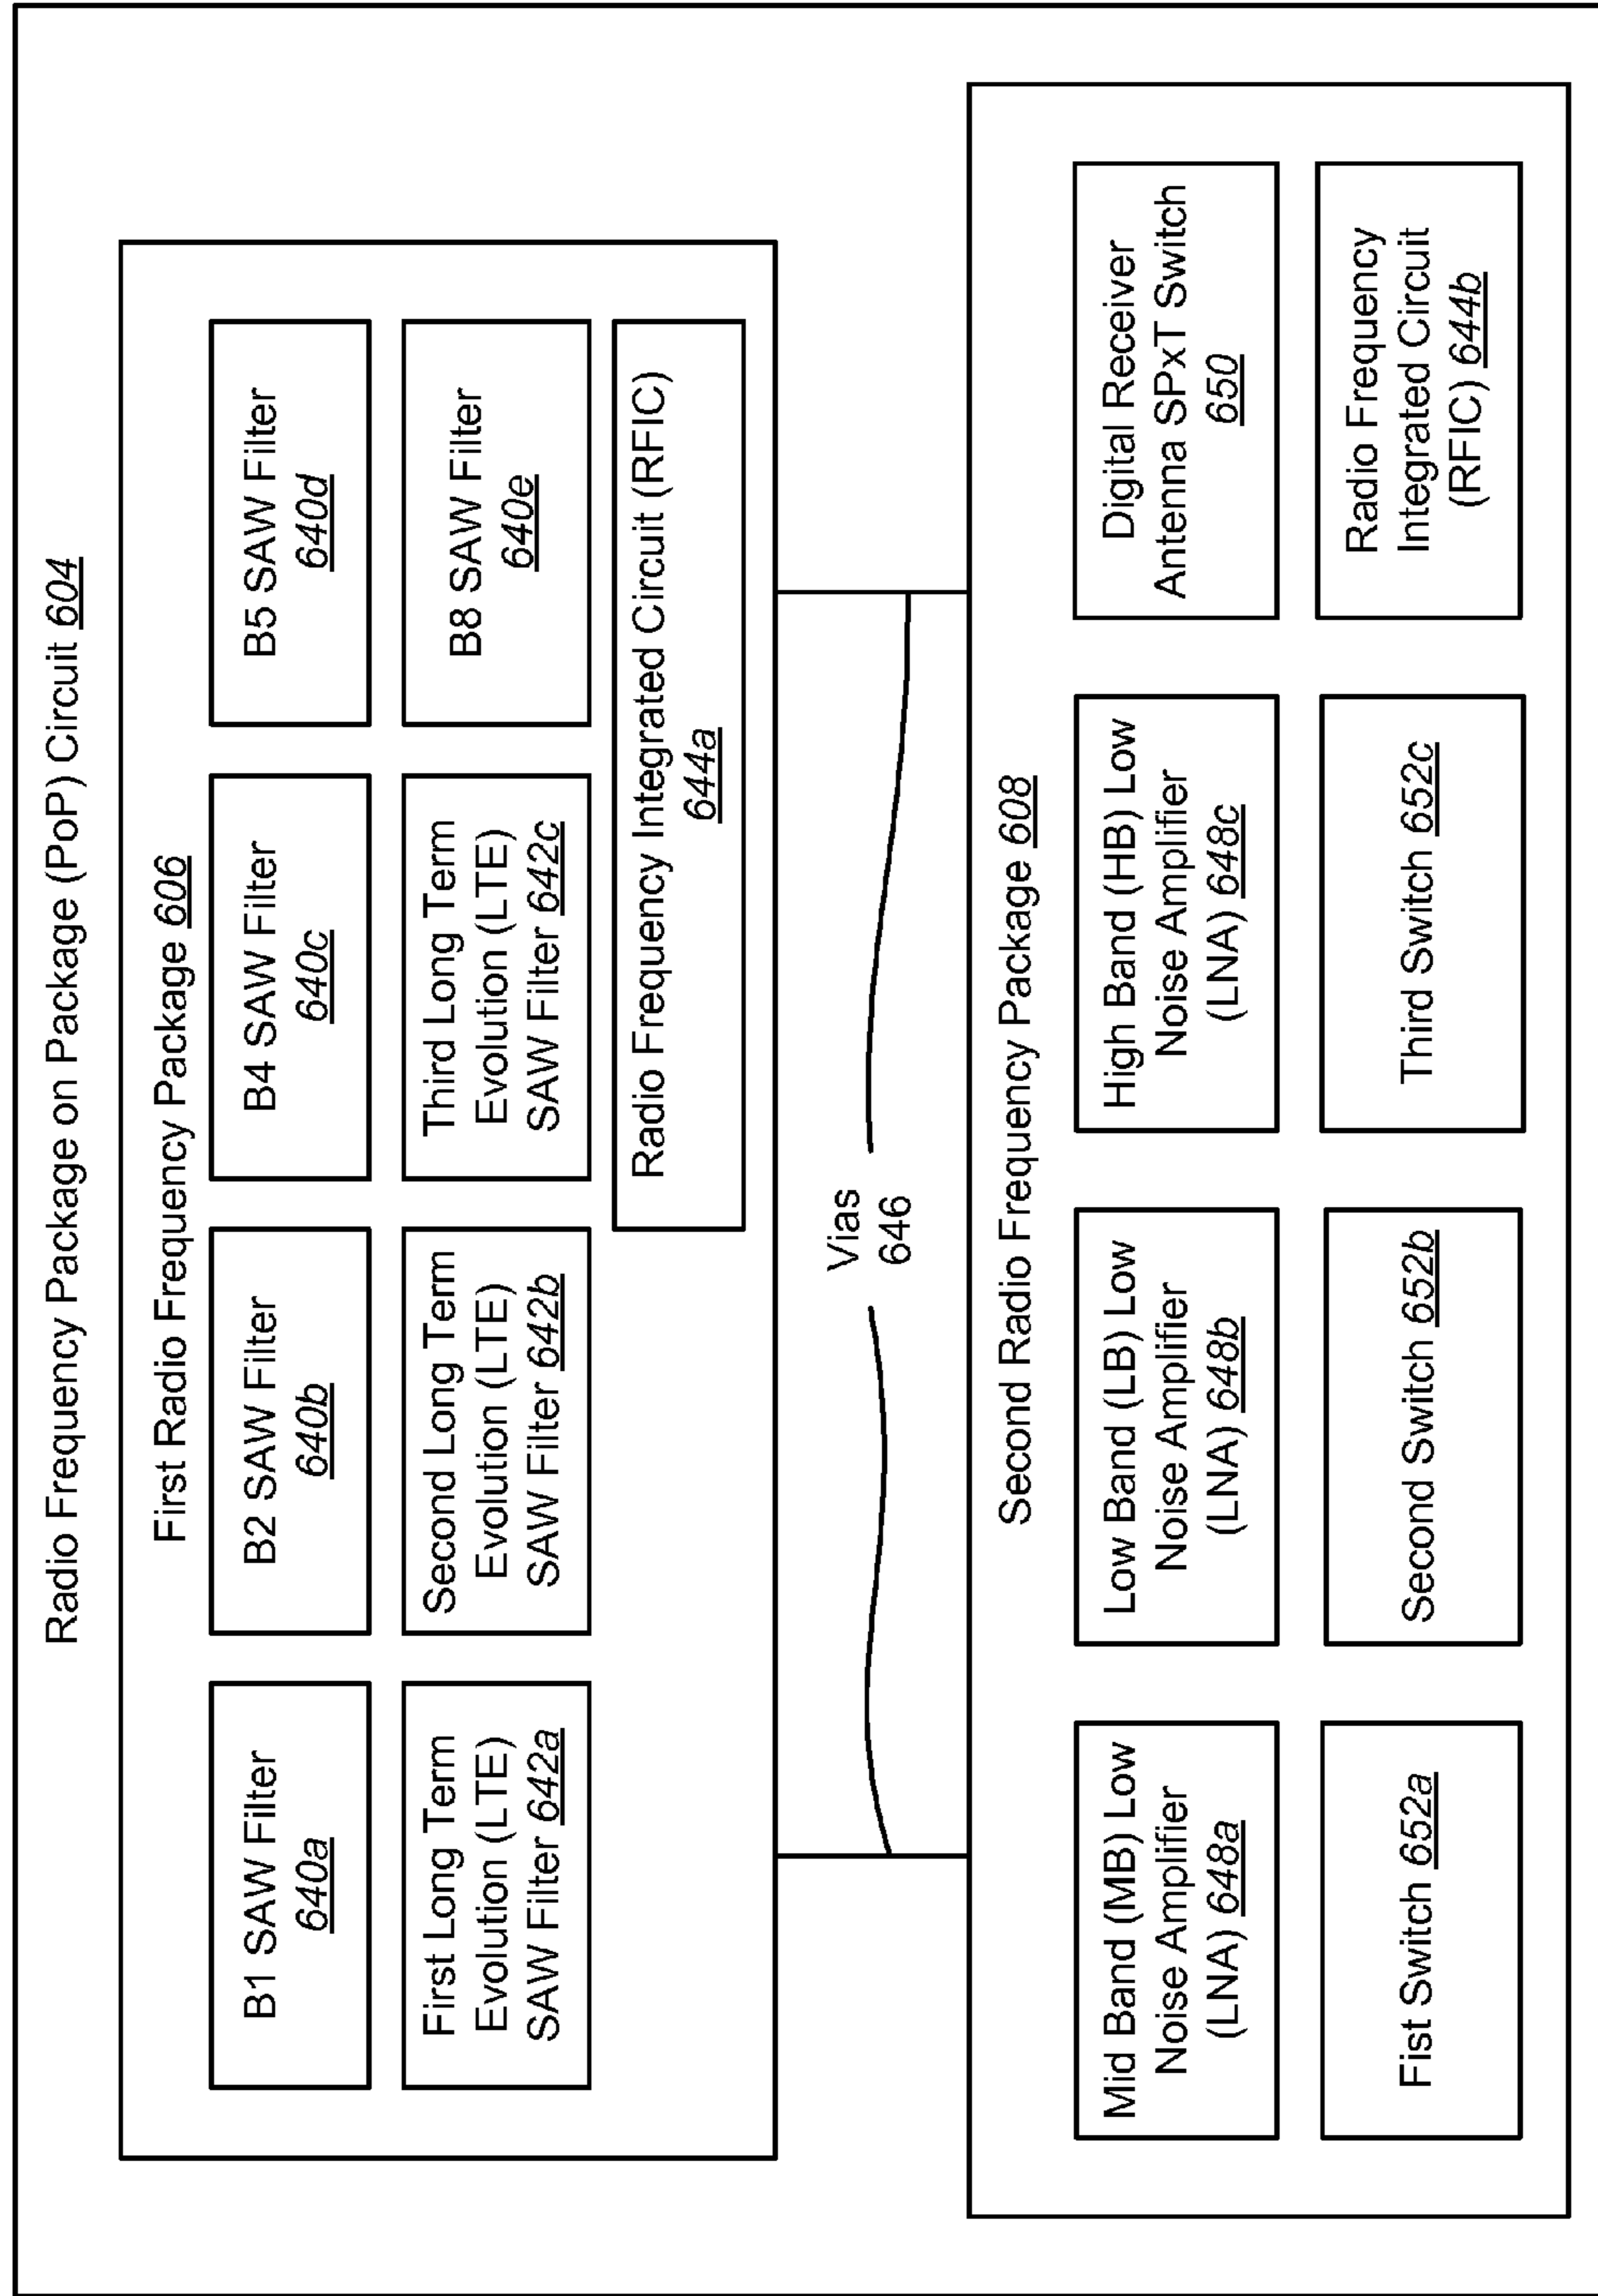 Radio Frequency Package on Package (PoP) Circuit 604
First Radio Frequency Package 606
B1 SAW Filter
640a
B2 SAW Filter
640b
B4 SAW Filter
640c
B5 SAW Filter
640d
First Long Term
Evolution (LTE)
SAW Filter 642a
Second Long Term
Evolution (LTE)
SAW Filter 642b
Third Long Term
Evolution (LTE)
SAW Filter 642c
B8 SAW Filter
640e
Radio Frequency Integrated Circuit (RFIC)
644a
Vias
646
Second Radio Frequency Package 608
Mid Band (MB) Low
Noise Amplifier
(LNA) 648a
Low Band (LB) Low
Noise Amplifier
(LNA) 648b
High Band (HB) Low
Noise Amplifier
(LNA) 648c
Digital Receiver
Antenna SPxT Switch
650
Fist Switch 652a
Second Switch 652b
Third Switch 652c
Radio Frequency
Integrated Circuit
(RFIC) 644b